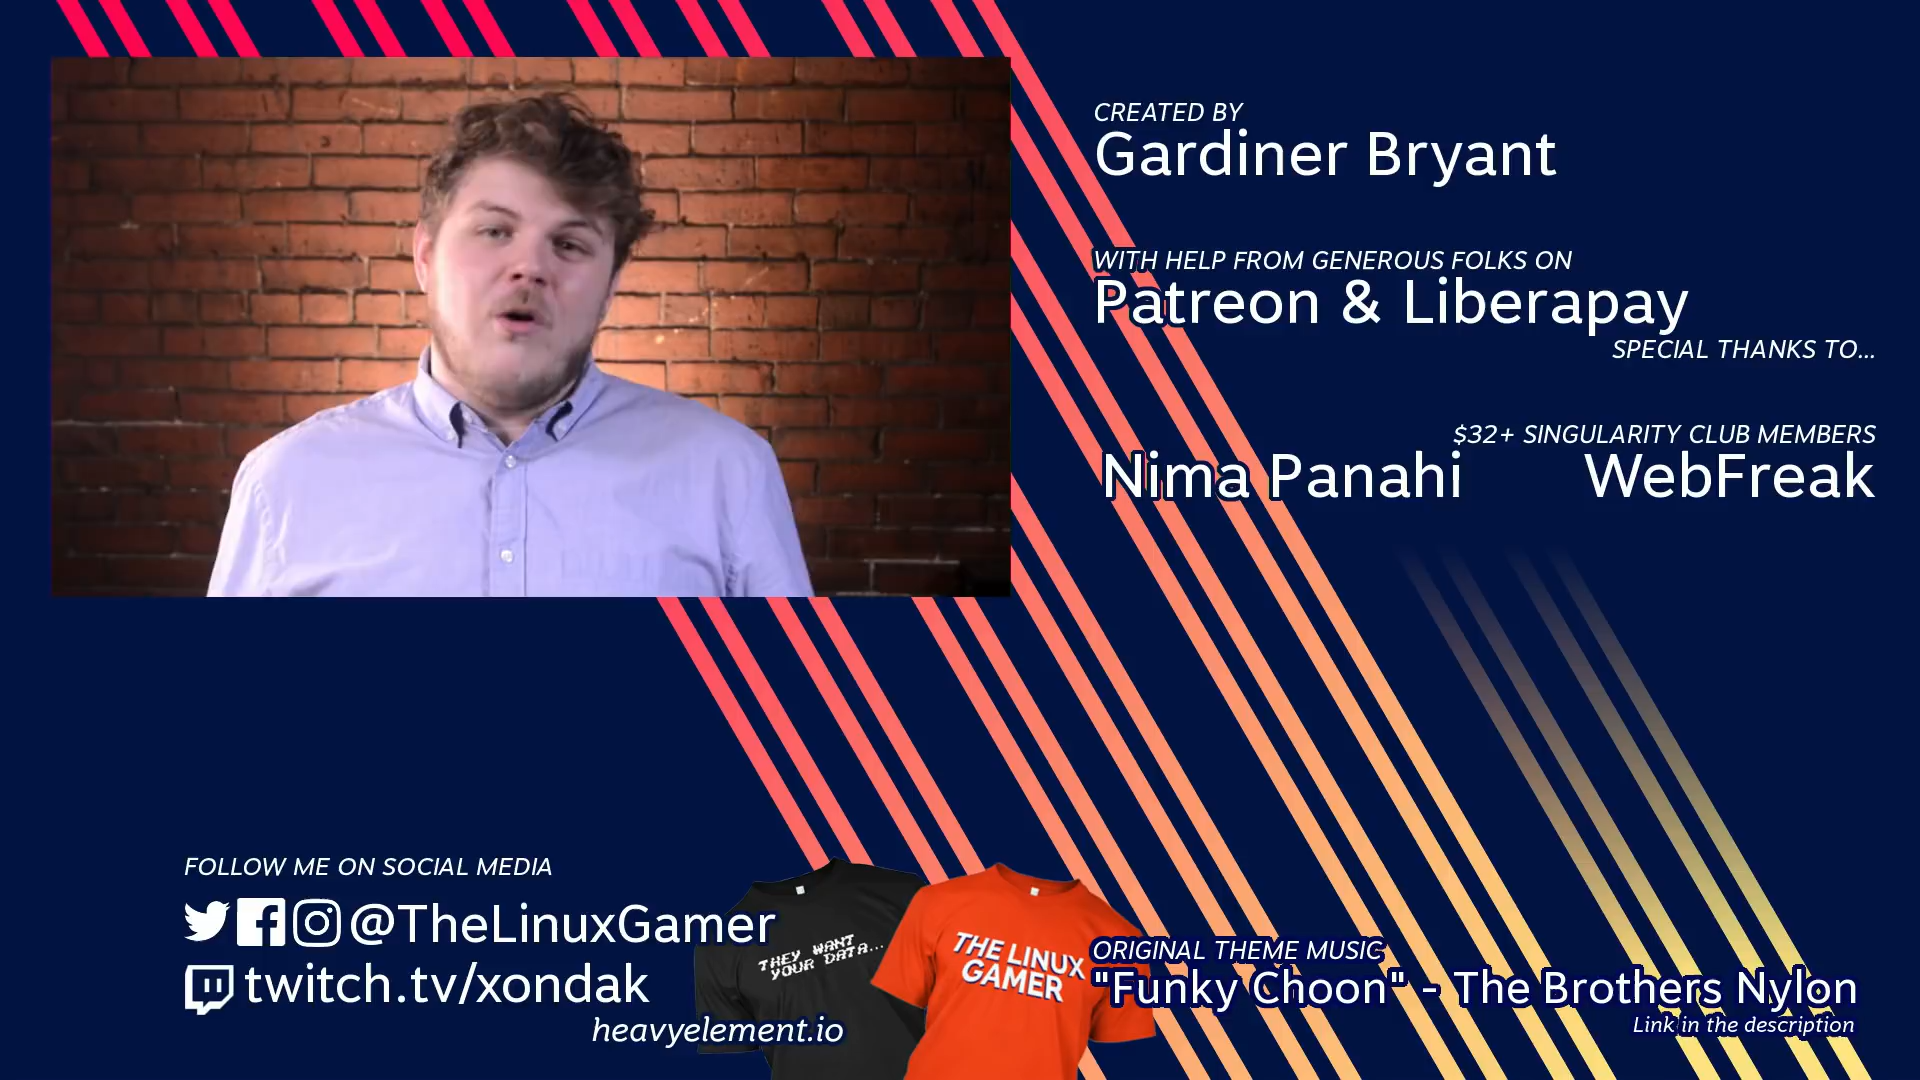 CREATED BY
Gardiner Bryant
WITH HELP FROM GENEROUS FOLKS ON
Patreon & Liberapay
SPECIAL THANKS TO...
$32+ SINGULARITY CLUB MEMBERS
Nima Panahi WebFreak
FOLLOW ME ON SOCIAL MEDIA
@TheLinuxGamer
twitch.tv/xondak
heavyelement.io
THEY WANT
YOUR DATA...
THE LINUX
GAMER
ORIGINAL THEME MUSIC
"Funky Choon" - The Brothers Nylon
Link in the description